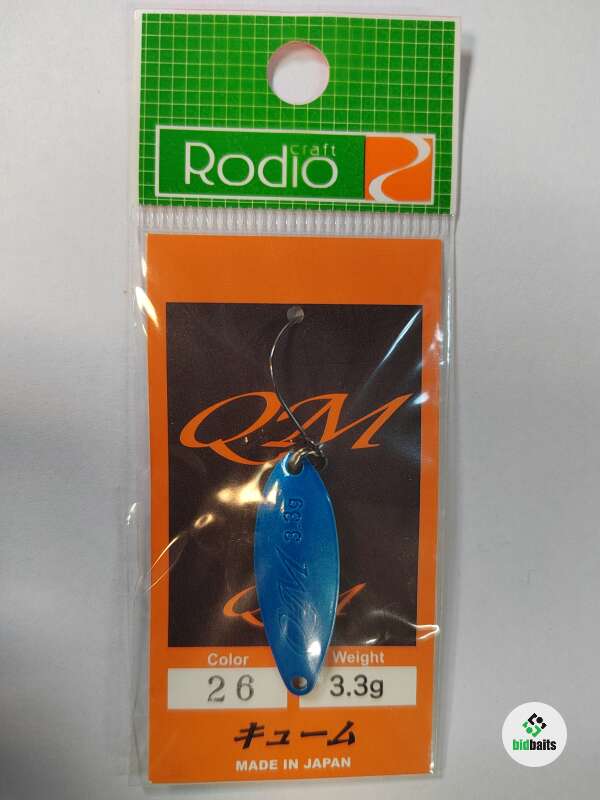 craft
Rodio
QM
3.3g
QM
QM
Color
Weight
26
3.3g
キューム
MADE IN JAPAN
bidbaits